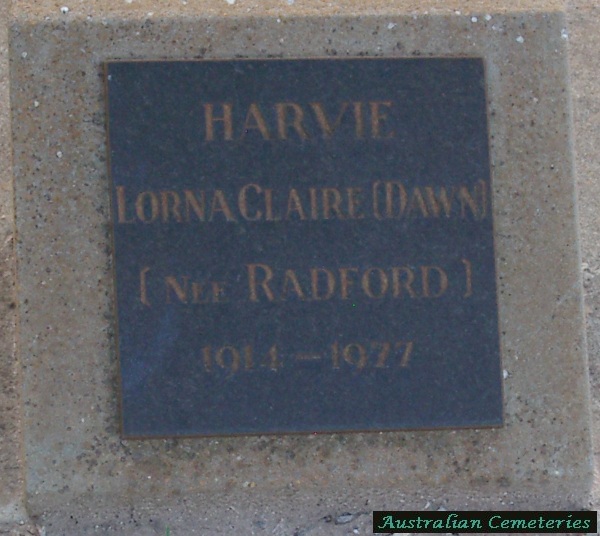 HARVIE
LORNA CLAIRE (DAWN)
( NEE RADFORD )
1914 – 1977
Australian Cemeteries